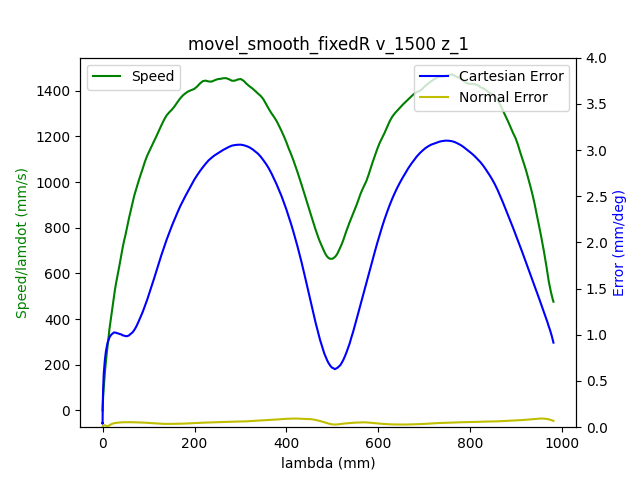 movel_smooth_fixedR v_1500 z_1
Speed
Cartesian Error
Normal Error
Speed/lamdot (mm/s)
1400
1200
1000
800
600
400
200
0
4.0
3.5
3.0
2.5
2.0
1.5
1.0
0.5
0.0
Error (mm/deg)
0 200 400 600 800 1000
lambda (mm)